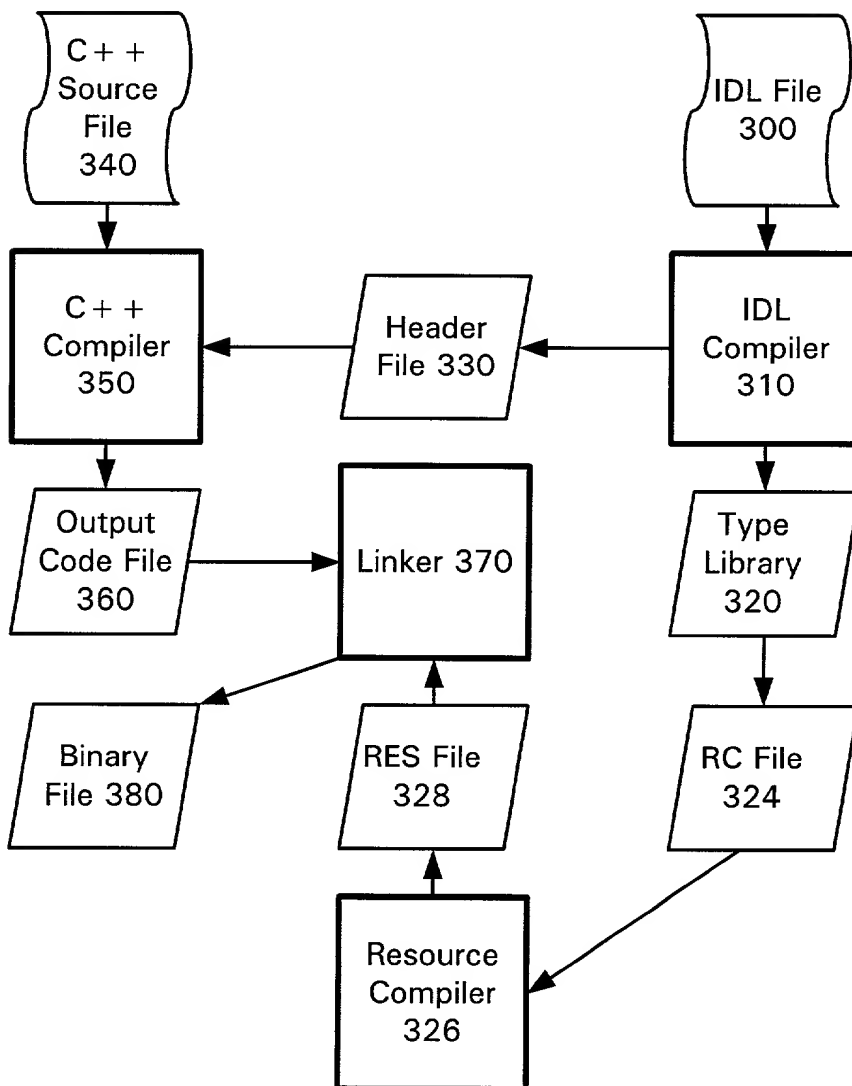 C++
Source
File
340
IDL File
300
C++
Compiler
350
Header
File 330
IDL
Compiler
310
Output
Code File
360
Linker 370
Type
Library
320
Binary
File 380
RES File
328
RC File
324
Resource
Compiler
326